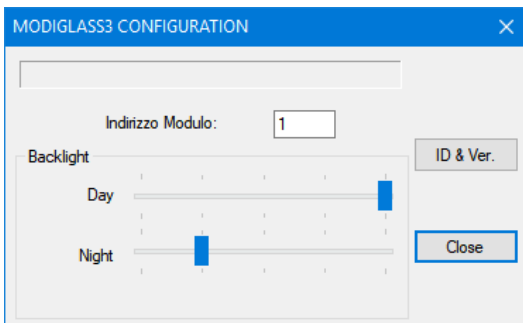 MODIGLASS3 CONFIGURATION
Indirizzo Modulo: 1
ID & Ver.
Backlight
Day
Night
Close